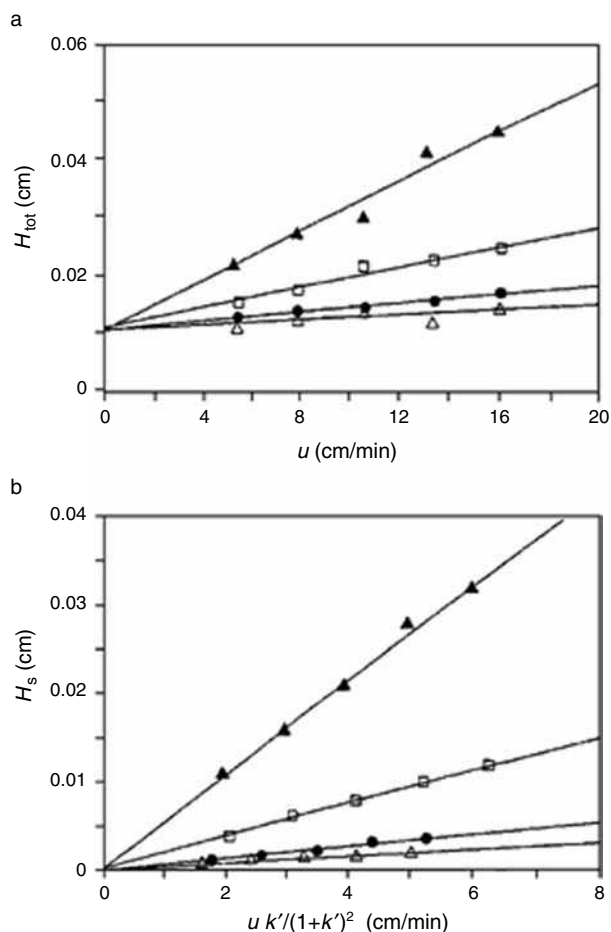 a
0.06
0.04
0.02
0
H_tot (cm)
0 4 8 12 16 20
u (cm/min)
b
0.04
0.03
0.02
0.01
0
H_s (cm)
0 2 4 6 8
u k′/(1+k′)² (cm/min)